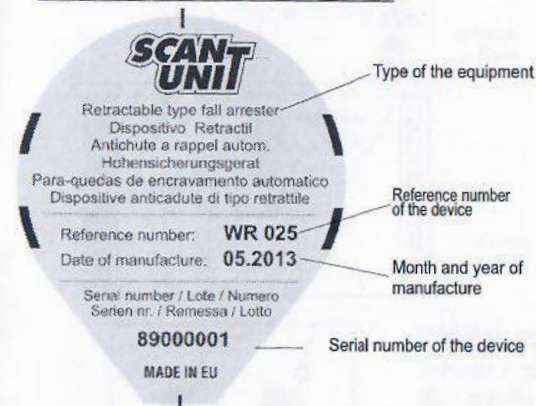 SCAN
UNIT
Retractable type fall arrester
Dispositivo Retractil
Antichute a rappel autom.
Hohensicherungsgerat
Para-quedas de encravamento automatico
Dispositive anticadute di tipo retrattile
Reference number: WR 025
Date of manufacture: 05.2013
Serial number / Lote / Numero
Serien nr. / Remessa / Lotto
89000001
MADE IN EU
Type of the equipment
Reference number
of the device
Month and year of
manufacture
Serial number of the device